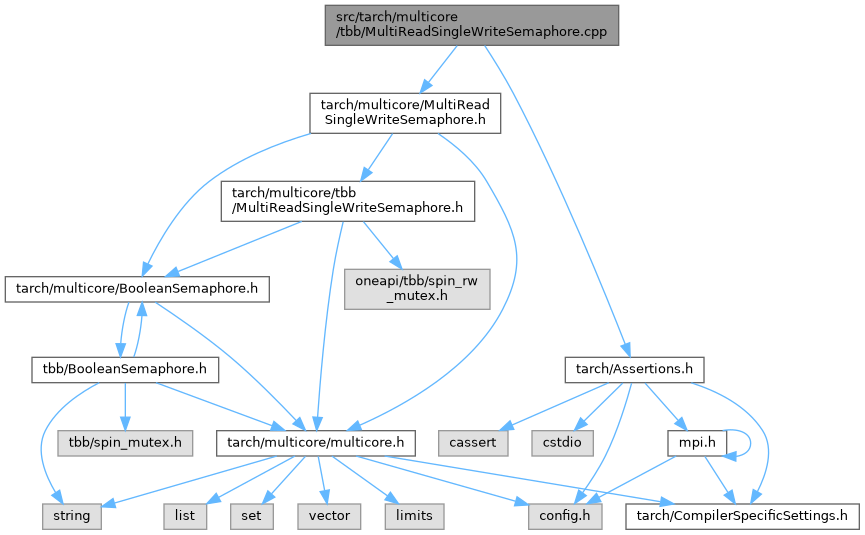 src/tarch/multicore
/tbb/MultiReadSingleWriteSemaphore.cpp
tarch/multicore/MultiRead
SingleWriteSemaphore.h
tarch/multicore/tbb
/MultiReadSingleWriteSemaphore.h
oneapi/tbb/spin_rw
_mutex.h
tarch/multicore/BooleanSemaphore.h
tbb/BooleanSemaphore.h
tarch/Assertions.h
tbb/spin_mutex.h
tarch/multicore/multicore.h
cassert
cstdio
mpi.h
string
list
set
vector
limits
config.h
tarch/CompilerSpecificSettings.h